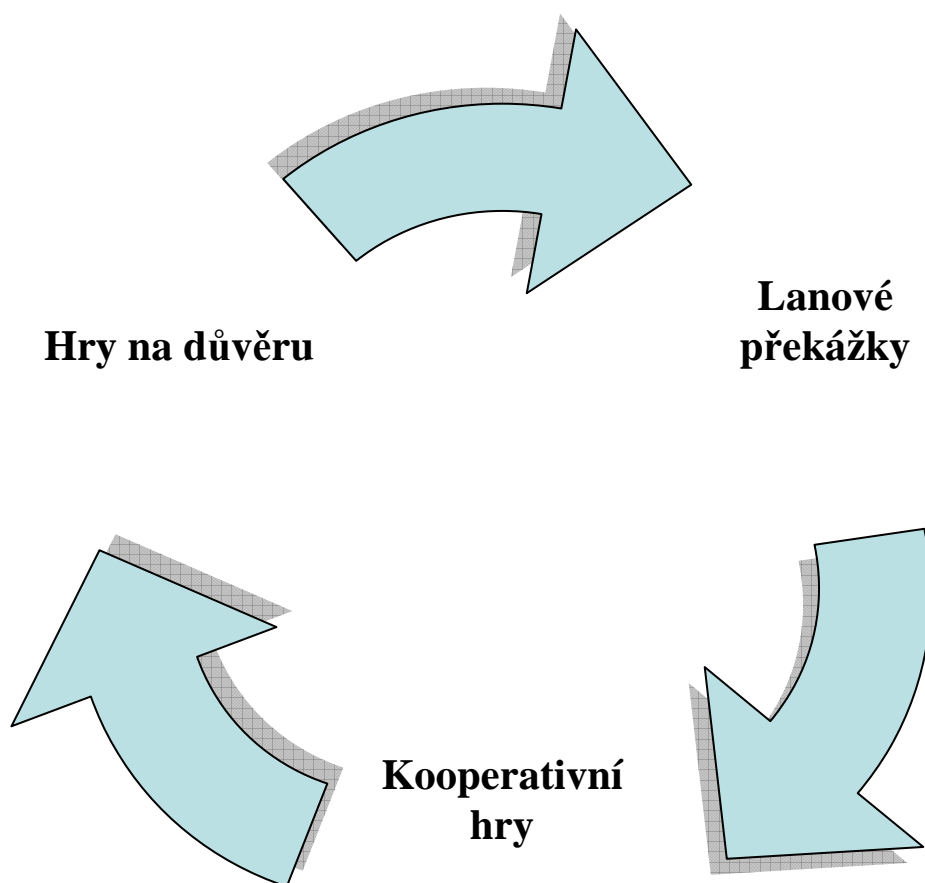 Hry na důvěru
Lanové
překážky
Kooperativní
hry